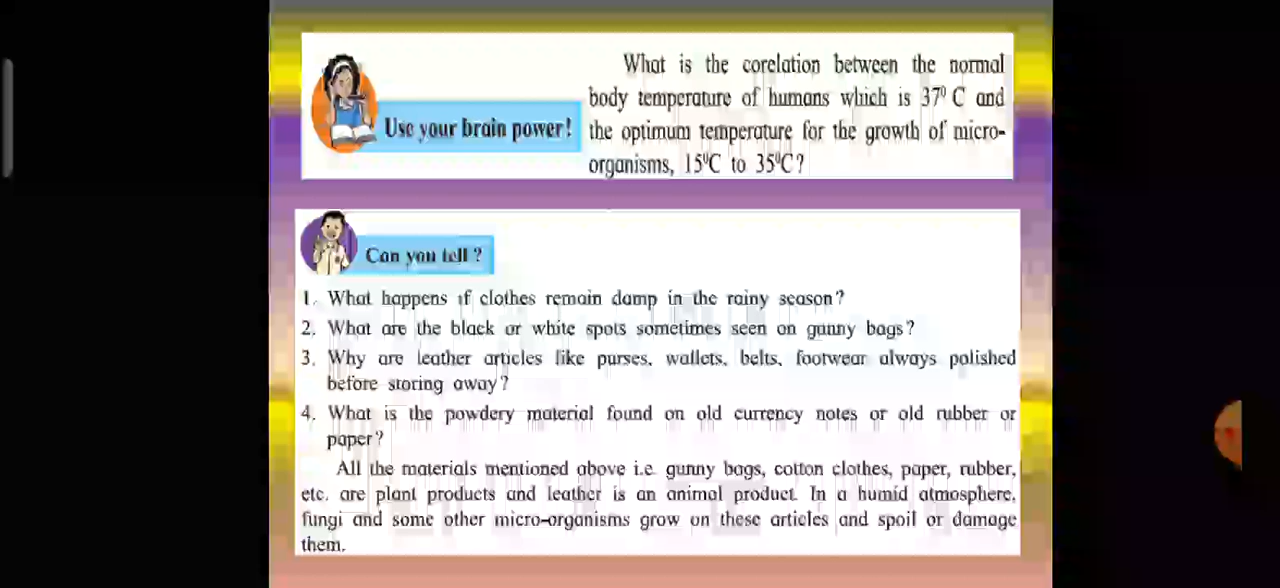 What is the corelation between the normal
body temperature of humans which is 37⁰ C and
Use your brain power! the optimum temperature for the growth of micro-
organisms, 15⁰C to 35⁰C?
Can you tell ?
1. What happens if clothes remain damp in the rainy season?
2. What are the black or white spots sometimes seen on gunny bags?
3. Why are leather articles like purses, wallets, belts, footwear always polished
before storing away?
4. What is the powdery material found on old currency notes or old rubber or
paper?
All the materials mentioned above i.e. gunny bags, cotton clothes, paper, rubber,
etc. are plant products and leather is an animal product. In a humid atmosphere,
fungi and some other micro-organisms grow on these articles and spoil or damage
them.